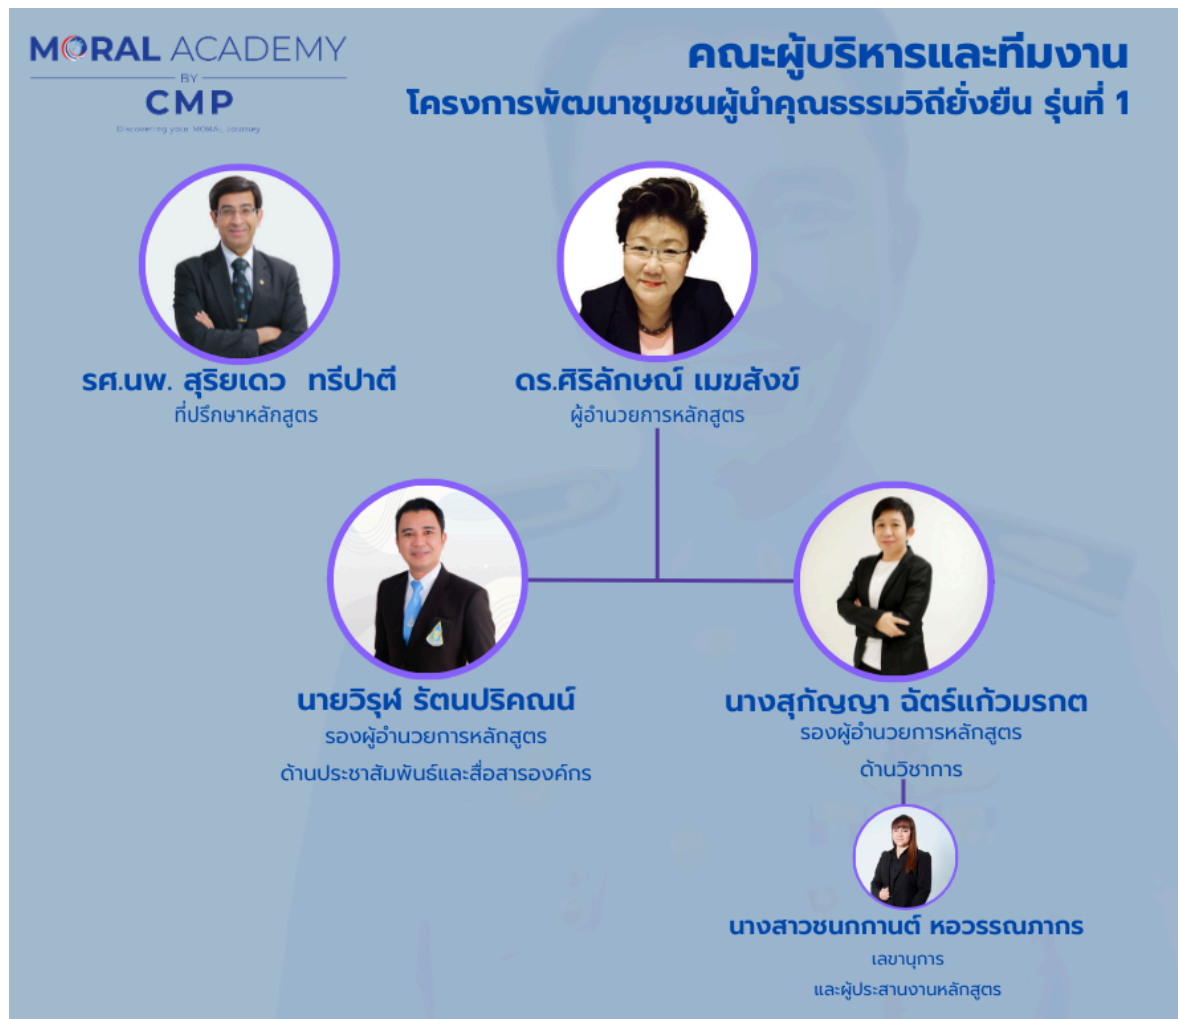 MORAL ACADEMY
BY
CMP
Discovering your MORAL Journey
คณะผู้บริหารและทีมงาน
โครงการพัฒนาชุมชนผู้นำคุณธรรมวิถียั่งยืน รุ่นที่ 1
รศ.นพ. สุริยเดว ทรีปาตี
ที่ปรึกษาหลักสูตร
ดร.ศิริลักษณ์ เมฆสังข์
ผู้อำนวยการหลักสูตร
นายวิรุฬ รัตนปริคณน์
รองผู้อำนวยการหลักสูตร
ด้านประชาสัมพันธ์และสื่อสารองค์กร
นางสุกัญญา ฉัตร์แก้วมรกต
รองผู้อำนวยการหลักสูตร
ด้านวิชาการ
นางสาวชนกกานต์ หอวรรณภากร
เลขานุการ
และผู้ประสานงานหลักสูตร